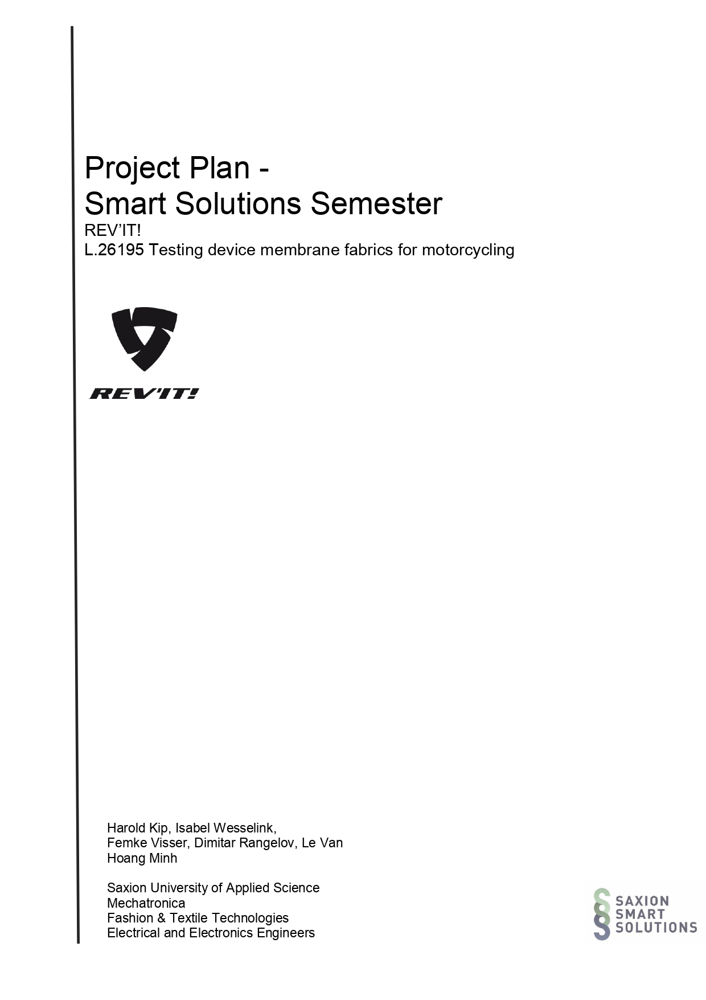 Project Plan -
Smart Solutions Semester
REV’IT!
L.26195 Testing device membrane fabrics for motorcycling
REV'IT!
Harold Kip, Isabel Wesselink,
Femke Visser, Dimitar Rangelov, Le Van
Hoang Minh
Saxion University of Applied Science
Mechatronica
Fashion & Textile Technologies
Electrical and Electronics Engineers
SAXION
SMART
SOLUTIONS